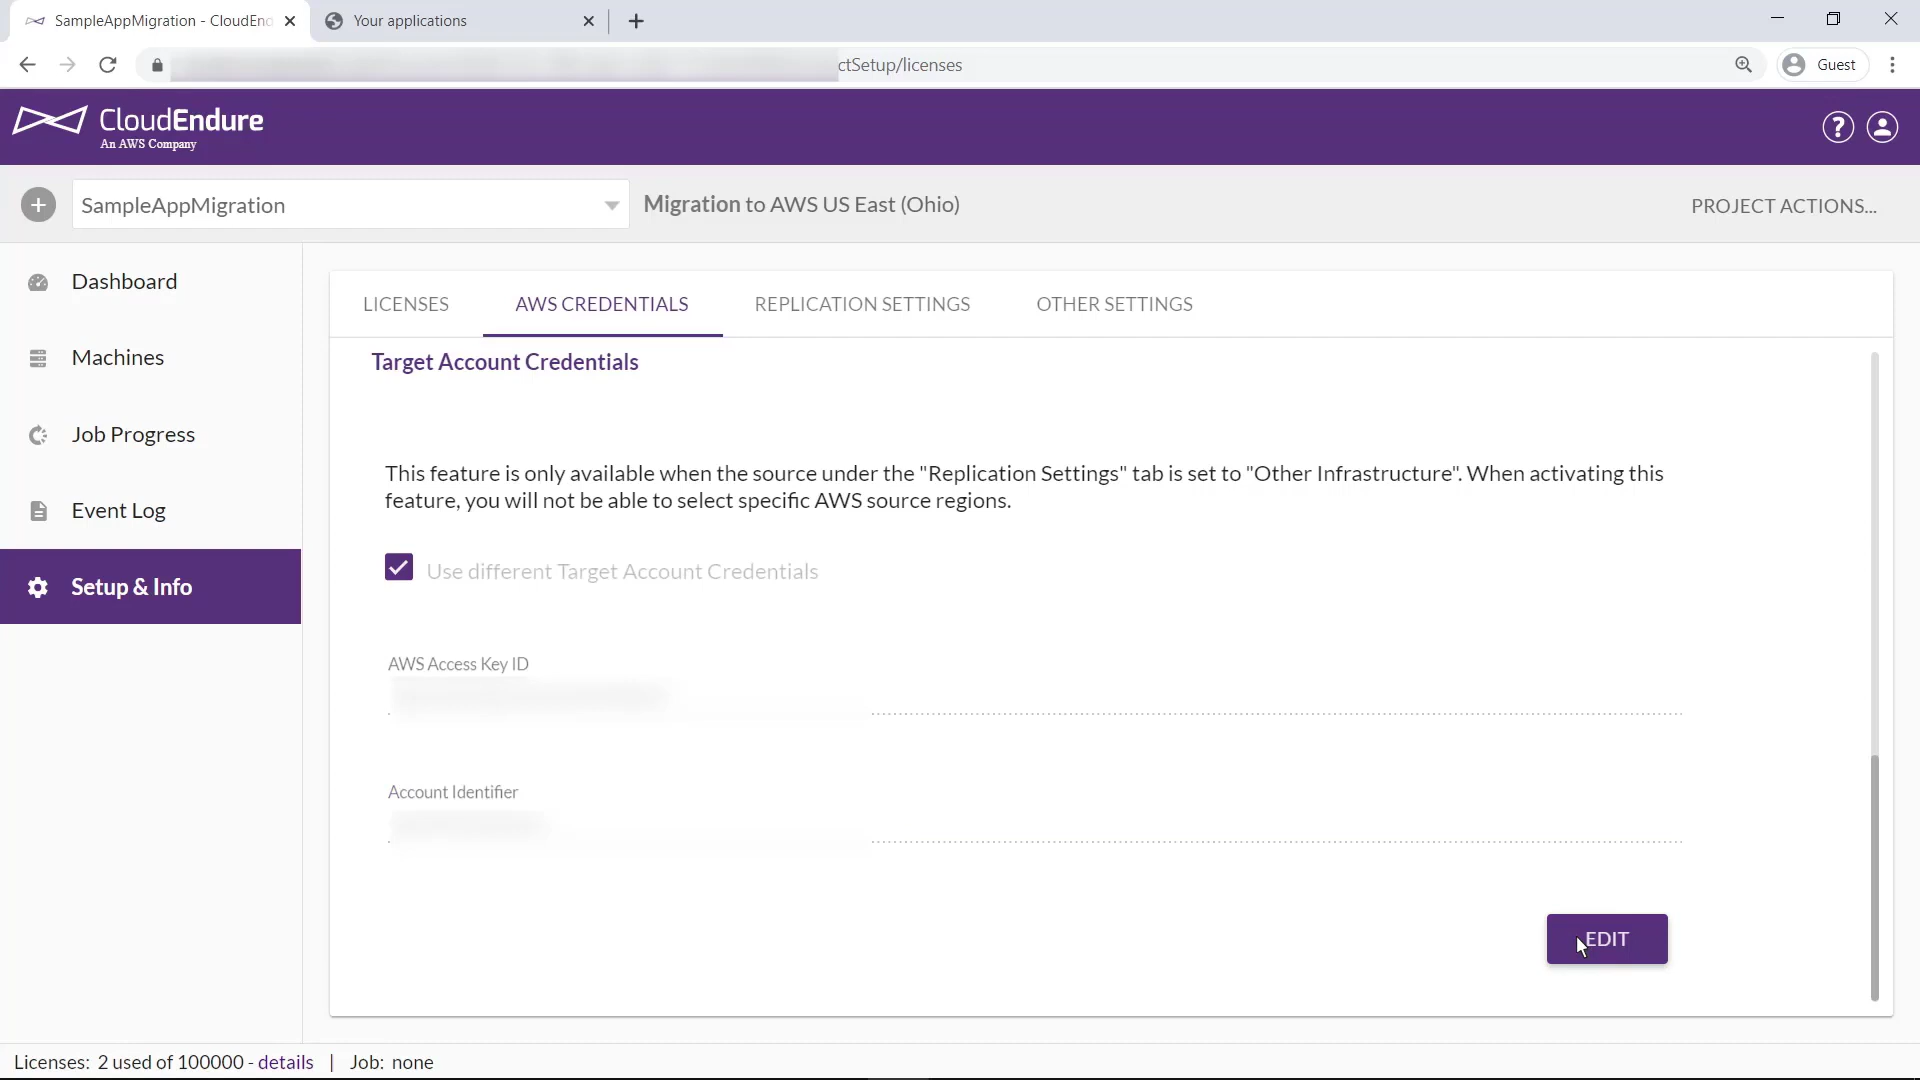 SampleAppMigration - CloudEnd
Your applications
ctSetup/licenses
Guest
CloudEndure
An AWS Company
SampleAppMigration
Migration to AWS US East (Ohio)
PROJECT ACTIONS...
Dashboard
Machines
Job Progress
Event Log
Setup & Info
LICENSES
AWS CREDENTIALS
REPLICATION SETTINGS
OTHER SETTINGS
Target Account Credentials
This feature is only available when the source under the "Replication Settings" tab is set to "Other Infrastructure". When activating this
feature, you will not be able to select specific AWS source regions.
Use different Target Account Credentials
AWS Access Key ID
Account Identifier
EDIT
Licenses: 2 used of 100000 - details | Job: none